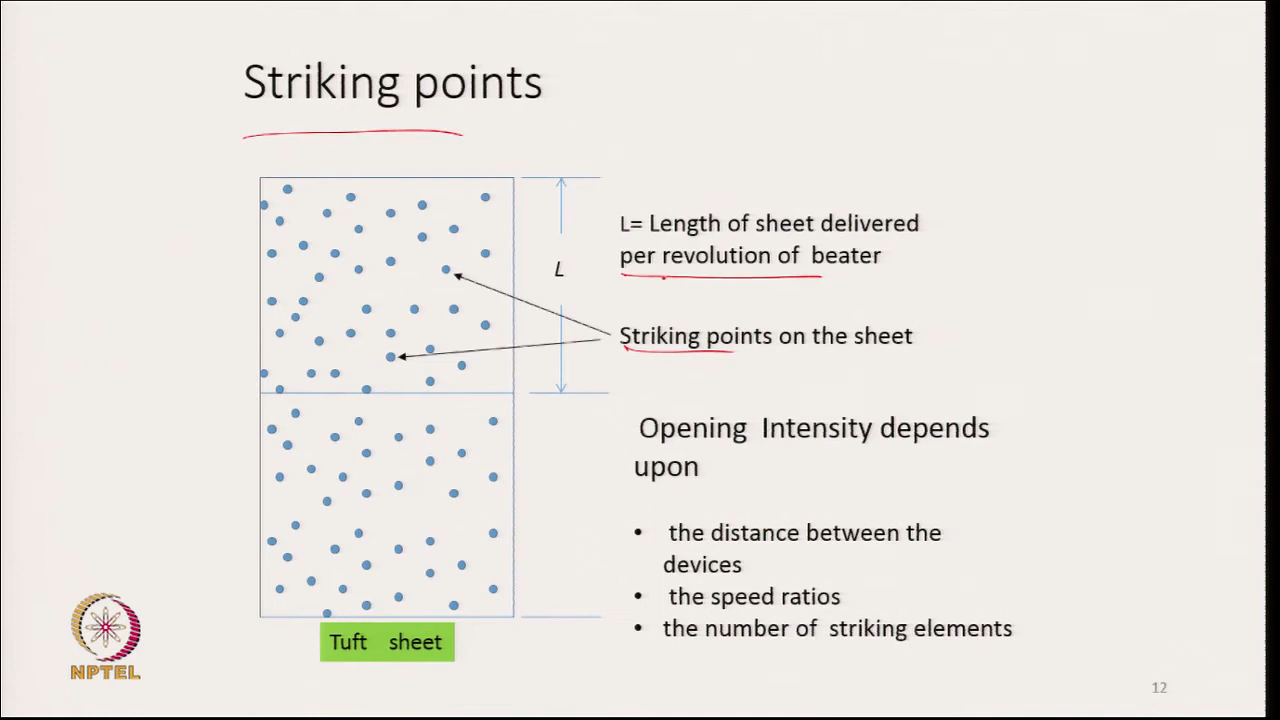 Striking points
L
L= Length of sheet delivered
per revolution of beater
Striking points on the sheet
Opening Intensity depends
upon
• the distance between the
devices
• the speed ratios
• the number of striking elements
Tuft sheet
NPTEL
12